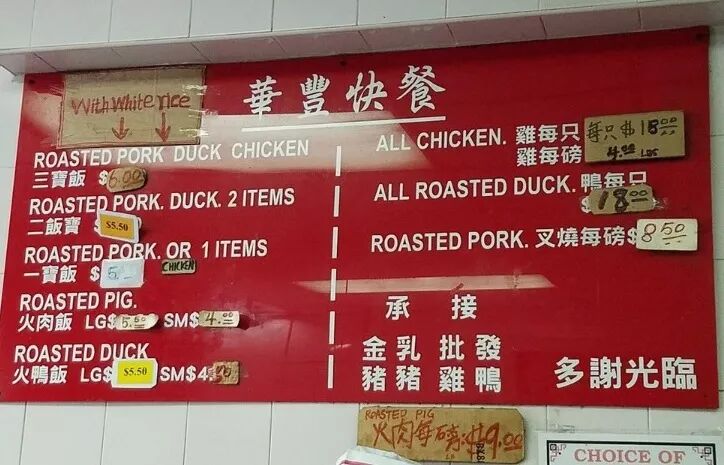 With White rice
華豐快餐
ROASTED PORK DUCK CHICKEN
三寶飯 $6.00
ROASTED PORK. DUCK. 2 ITEMS
二飯寶 $5.50
ROASTED PORK. OR 1 ITEMS
一寶飯 $5 CHICKEN
ROASTED PIG.
火肉飯 LG$5.50 SM$4.00
ROASTED DUCK
火鴨飯 LG$5.50 SM$4.50
ALL CHICKEN. 雞每只 每只$18.00
雞每磅 4.00 LBS
ALL ROASTED DUCK. 鴨每只
$18.00
ROASTED PORK. 叉燒每磅$8.50
承接
金乳批發
豬豬雞鴨
多謝光臨
ROASTED PIG
火肉每磅:$9.00
CHOICE OF